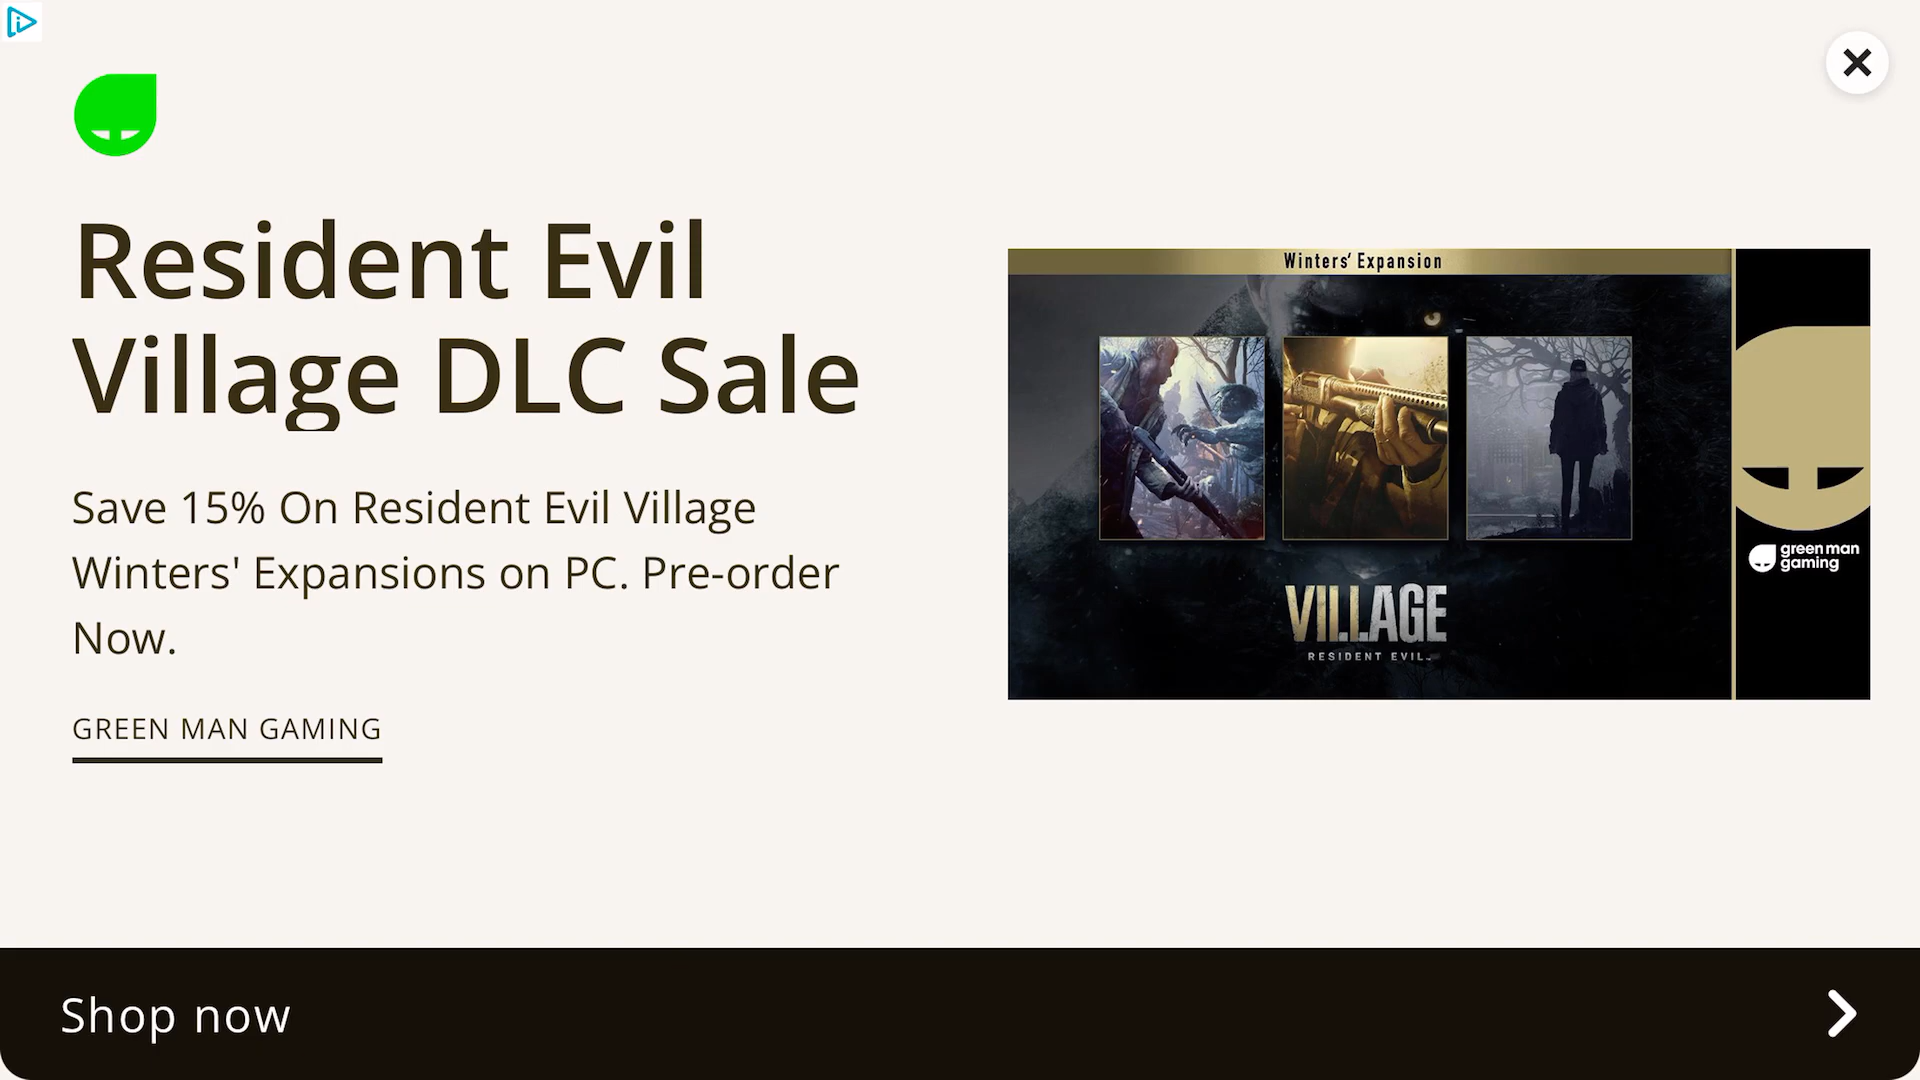 Resident Evil
Village DLC Sale
Save 15% On Resident Evil Village
Winters' Expansions on PC. Pre-order
Now.
GREEN MAN GAMING
Winters' Expansion
VILLAGE
RESIDENT EVIL
green man
gaming
Shop now